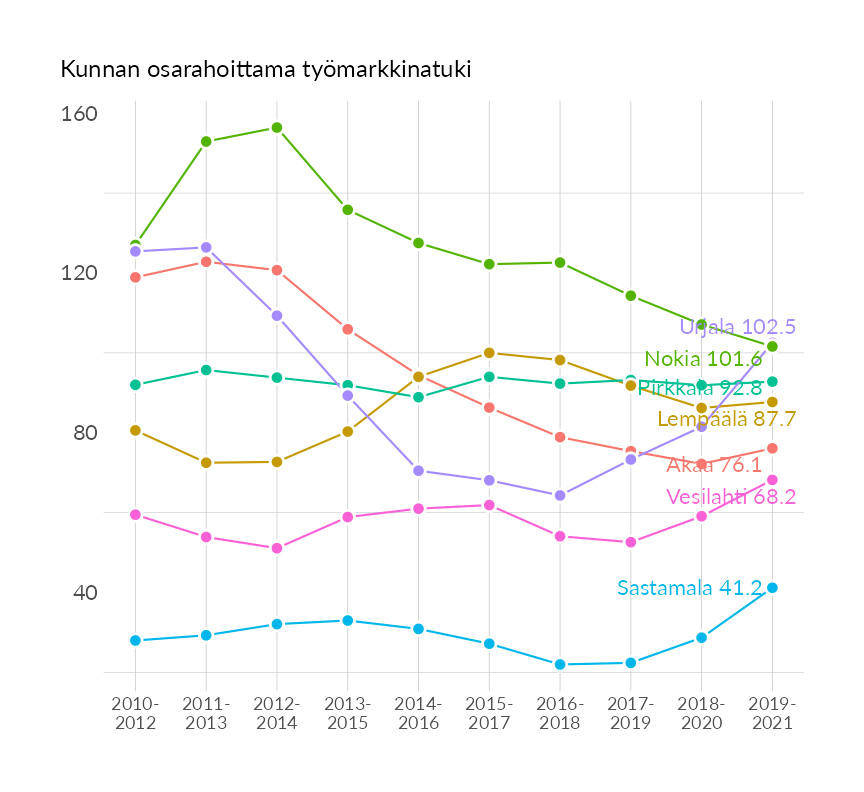 Kunnan osarahoittama työmarkkinatuki
160
120
80
40
Urjala 102.5
Nokia 101.6
Pirkkala 92.8
Lempäälä 87.7
Akaa 76.1
Vesilahti 68.2
Sastamala 41.2
2010- 2011- 2012- 2013- 2014- 2015- 2016- 2017- 2018- 2019-
2012 2013 2014 2015 2016 2017 2018 2019 2020 2021